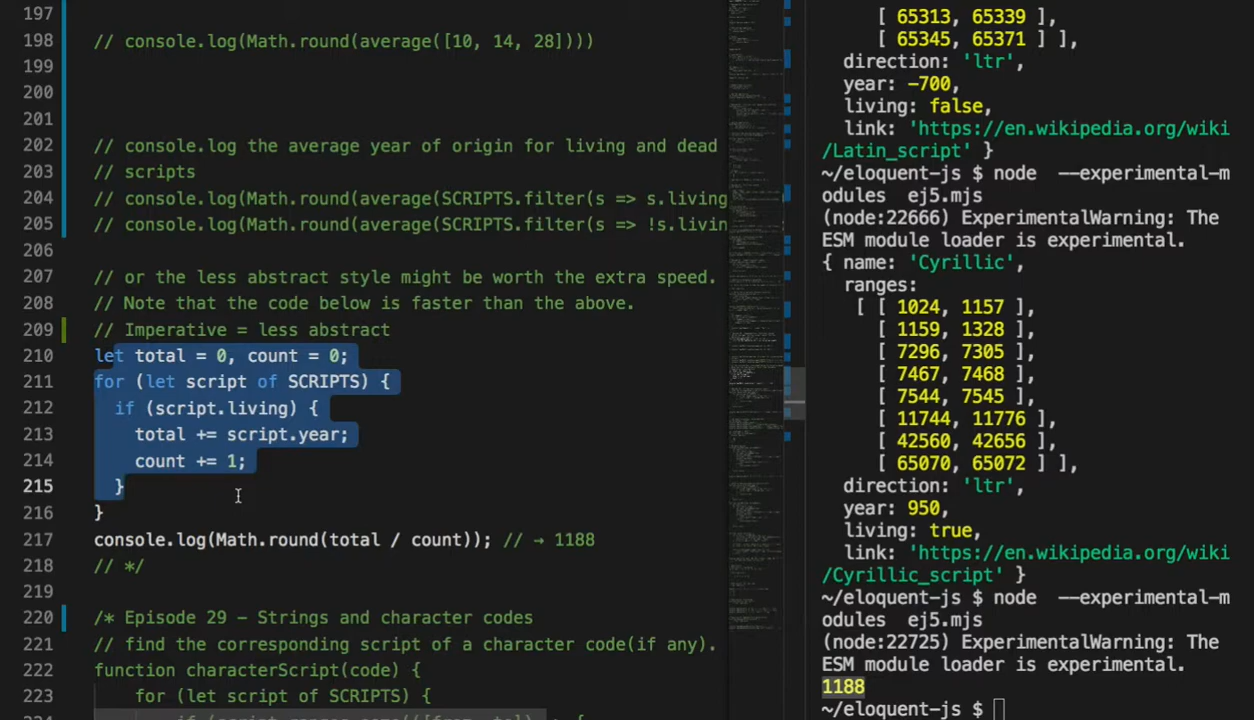 197
198 // console.log(Math.round(average([10, 14, 28])))
199
200
201
202 // console.log the average year of origin for living and dead
203 // scripts
204 // console.log(Math.round(average(SCRIPTS.filter(s => s.living
205 // console.log(Math.round(average(SCRIPTS.filter(s => !s.livin
206
207 // or the less abstract style might be worth the extra speed.
208 // Note that the code below is faster than the above.
209 // Imperative = less abstract
210 let total = 0, count = 0;
211 for (let script of SCRIPTS) {
212 if (script.living) {
213 total += script.year;
214 count += 1;
215 }
216 }
217 console.log(Math.round(total / count)); // → 1188
218 // */
219
220 /* Episode 29 - Strings and character codes
221 // find the corresponding script of a character code(if any).
222 function characterScript(code) {
223 for (let script of SCRIPTS) {
[ 65313, 65339 ],
[ 65345, 65371 ] ],
direction: 'ltr',
year: -700,
living: false,
link: 'https://en.wikipedia.org/wiki
/Latin_script' }
~/eloquent-js $ node --experimental-m
odules ej5.mjs
(node:22666) ExperimentalWarning: The
ESM module loader is experimental.
{ name: 'Cyrillic',
ranges:
[ [ 1024, 1157 ],
[ 1159, 1328 ],
[ 7296, 7305 ],
[ 7467, 7468 ],
[ 7544, 7545 ],
[ 11744, 11776 ],
[ 42560, 42656 ],
[ 65070, 65072 ] ],
direction: 'ltr',
year: 950,
living: true,
link: 'https://en.wikipedia.org/wiki
/Cyrillic_script' }
~/eloquent-js $ node --experimental-m
odules ej5.mjs
(node:22725) ExperimentalWarning: The
ESM module loader is experimental.
1188
~/eloquent-js $